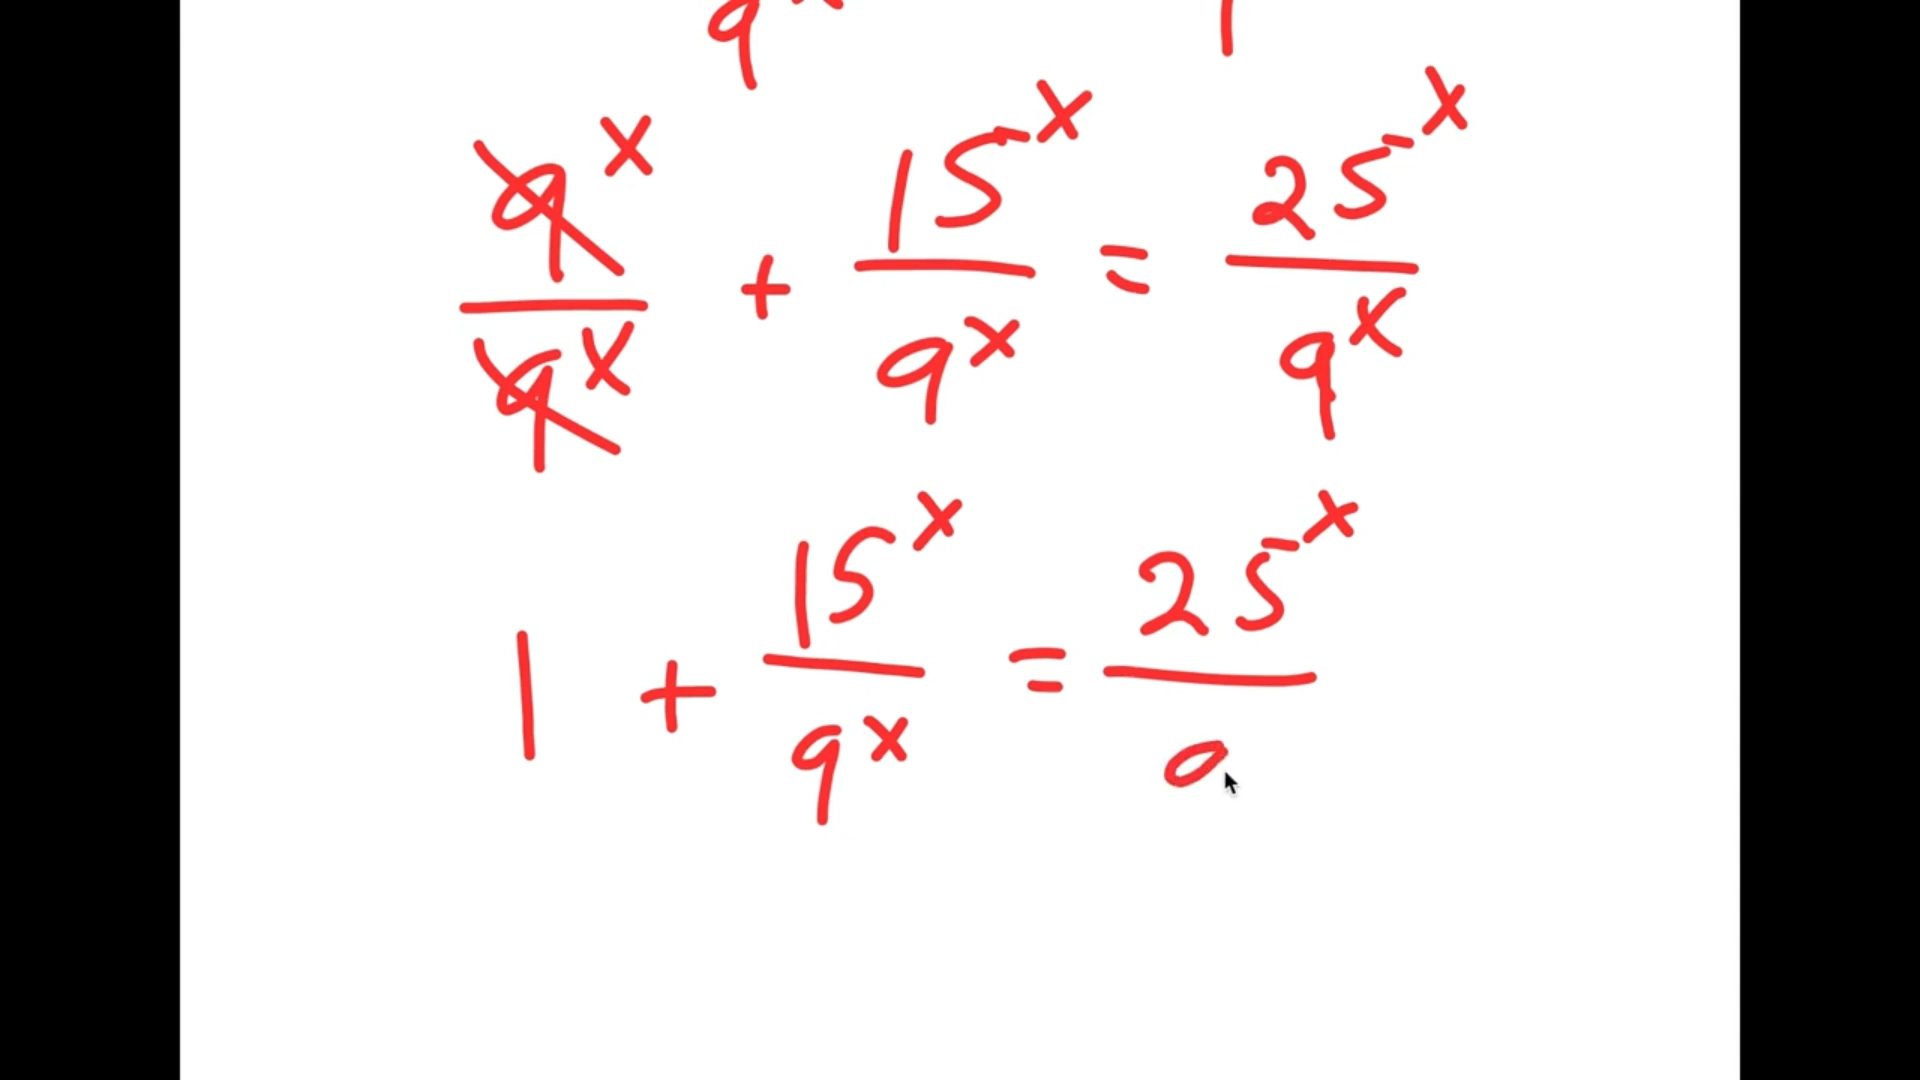 9^x
9^x/9^x + 15^x/9^x = 25^x/9^x
1 + 15^x/9^x = 25^x/